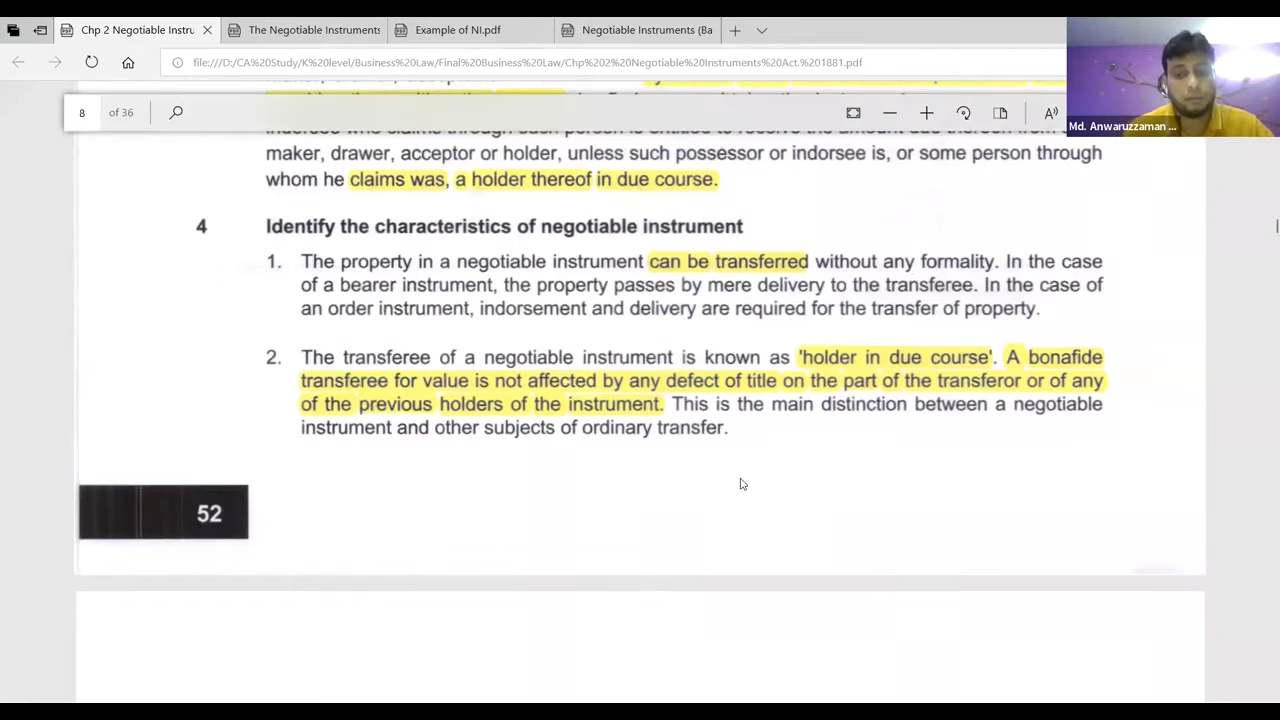 Chp 2 Negotiable Instru
The Negotiable Instruments
Example of NI.pdf
Negotiable Instruments (Ba
file:///D:/CA%20Study/K%20level/Business%20Law/Final%20Business%20Law/Chp%202%20Negotiable%20Instruments%20Act.%201881.pdf
8 of 36
Md. Anwaruzzaman ...
maker, drawer, acceptor or holder, unless such possessor or indorsee is, or some person through
whom he claims was, a holder thereof in due course.
4 Identify the characteristics of negotiable instrument
1. The property in a negotiable instrument can be transferred without any formality. In the case
of a bearer instrument, the property passes by mere delivery to the transferee. In the case of
an order instrument, indorsement and delivery are required for the transfer of property.
2. The transferee of a negotiable instrument is known as 'holder in due course'. A bonafide
transferee for value is not affected by any defect of title on the part of the transferor or of any
of the previous holders of the instrument. This is the main distinction between a negotiable
instrument and other subjects of ordinary transfer.
52